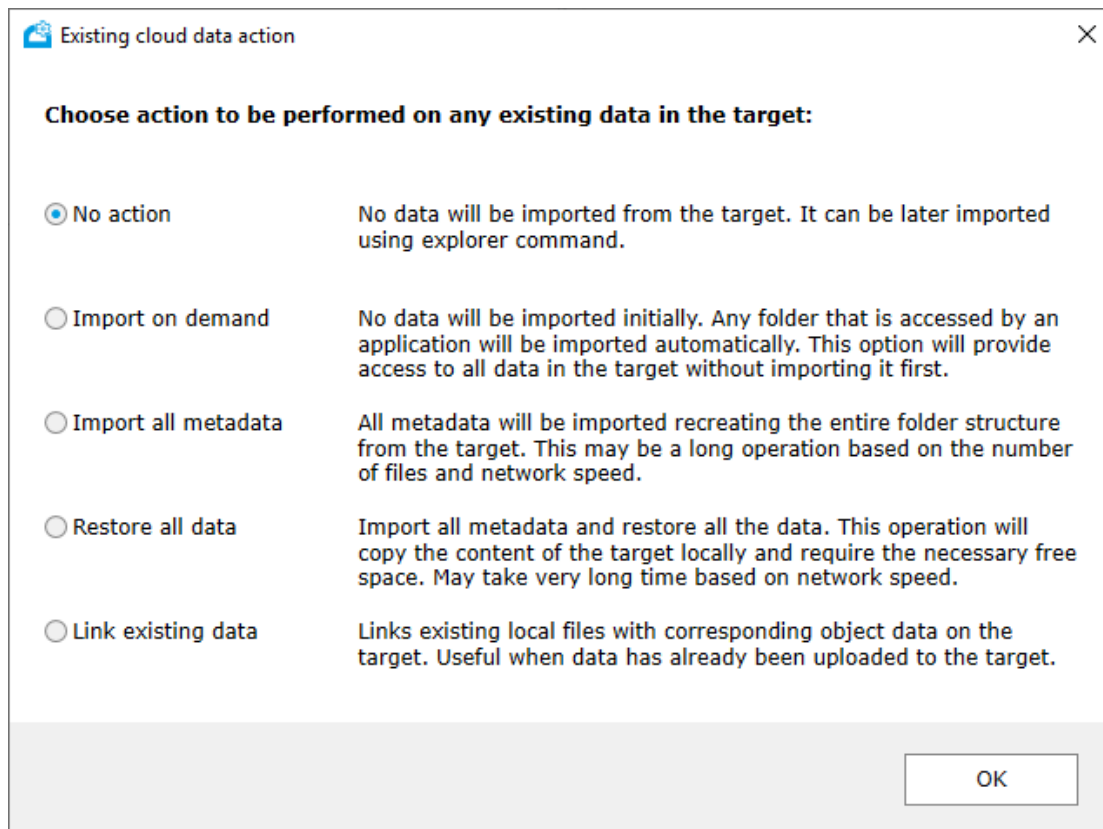 Existing cloud data action
Choose action to be performed on any existing data in the target:
No action
No data will be imported from the target. It can be later imported
using explorer command.
Import on demand
No data will be imported initially. Any folder that is accessed by an
application will be imported automatically. This option will provide
access to all data in the target without importing it first.
Import all metadata
All metadata will be imported recreating the entire folder structure
from the target. This may be a long operation based on the number
of files and network speed.
Restore all data
Import all metadata and restore all the data. This operation will
copy the content of the target locally and require the necessary free
space. May take very long time based on network speed.
Link existing data
Links existing local files with corresponding object data on the
target. Useful when data has already been uploaded to the target.
OK